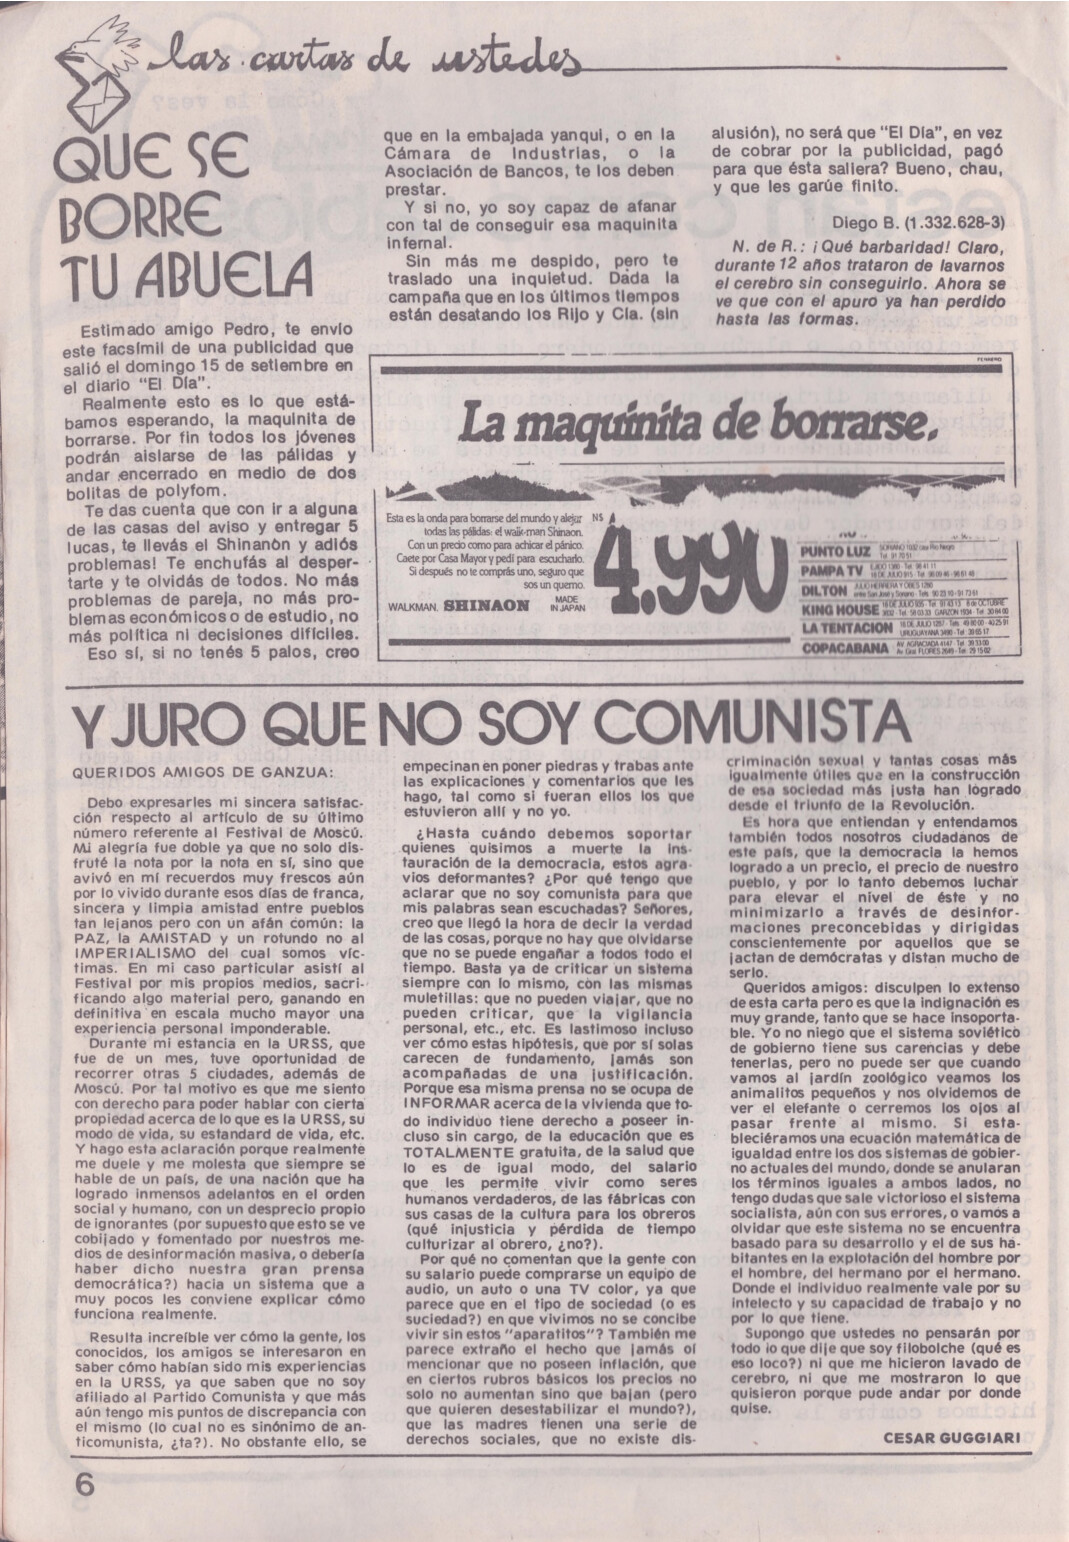 las cartas de ustedes
QUE SE
BORRE
TU ABUELA
Estimado amigo Pedro, te envío
este facsímil de una publicidad que
salió el domingo 15 de setiembre en
el diario "El Día".
Realmente esto es lo que está-
bamos esperando, la maquinita de
borrarse. Por fin todos los jóvenes
podrán aislarse de las pálidas y
andar encerrado en medio de dos
bolitas de polyfom.
Te das cuenta que con ir a alguna
de las casas del aviso y entregar 5
lucas, te llevás el Shinanón y adiós
problemas! Te enchufás al desper-
tarte y te olvidás de todos. No más
problemas de pareja, no más pro-
blemas económicos o de estudio, no
más política ni decisiones difíciles.
Eso sí, si no tenés 5 palos, creo
que en la embajada yanqui, o en la
Cámara de Industrias, o la
Asociación de Bancos, te los deben
prestar.
Y si no, yo soy capaz de afanar
con tal de conseguir esa maquinita
infernal.
Sin más me despido, pero te
traslado una inquietud. Dada la
campaña que en los últimos tiempos
están desatando los Rijo y Cía. (sin
alusión), no será que "El Día", en vez
de cobrar por la publicidad, pagó
para que ésta saliera? Bueno, chau,
y que les garúe finito.
Diego B. (1.332.628-3)
N. de R.: ¡Qué barbaridad! Claro,
durante 12 años trataron de lavarnos
el cerebro sin conseguirlo. Ahora se
ve que con el apuro ya han perdido
hasta las formas.
La maquinita de borrarse.
Esta es la onda para borrarse del mundo y alejar
todas las pálidas: el walk-man Shinaon.
Con un precio como para achicar el pánico.
Caete por Casa Mayor y pedí para escucharlo.
Si después no te comprás uno, seguro que
sos un quemo.
WALKMAN. SHINAON MADE IN JAPAN
N$ 4.990
PUNTO LUZ
PAMPA TV
DILTON
KING HOUSE
LA TENTACION
COPACABANA
Y JURO QUE NO SOY COMUNISTA
QUERIDOS AMIGOS DE GANZUA:
Debo expresarles mi sincera satisfac-
ción respecto al artículo de su último
número referente al Festival de Moscú.
Mi alegría fue doble ya que no solo dis-
fruté la nota por la nota en sí, sino que
avivó en mí recuerdos muy frescos aún
por lo vivido durante esos días de franca,
sincera y limpia amistad entre pueblos
tan lejanos pero con un afán común: la
PAZ, la AMISTAD y un rotundo no al
IMPERIALISMO del cual somos víc-
timas. En mi caso particular asistí al
Festival por mis propios medios, sacri-
ficando algo material pero, ganando en
definitiva en escala mucho mayor una
experiencia personal imponderable.
Durante mi estancia en la URSS, que
fue de un mes, tuve oportunidad de
recorrer otras 5 ciudades, además de
Moscú. Por tal motivo es que me siento
con derecho para poder hablar con cierta
propiedad acerca de lo que es la URSS, su
modo de vida, su estandard de vida, etc.
Y hago esta aclaración porque realmente
me duele y me molesta que siempre se
hable de un país, de una nación que ha
logrado inmensos adelantos en el orden
social y humano, con un desprecio propio
de ignorantes (por supuesto que esto se ve
cobijado y fomentado por nuestros me-
dios de desinformación masiva, o debería
haber dicho nuestra gran prensa
democrática?) hacia un sistema que a
muy pocos les conviene explicar cómo
funciona realmente.
Resulta increíble ver cómo la gente, los
conocidos, los amigos se interesaron en
saber cómo habían sido mis experiencias
en la URSS, ya que saben que no soy
afiliado al Partido Comunista y que más
aún tengo mis puntos de discrepancia con
el mismo (lo cual no es sinónimo de an-
ticomunista, ¿ta?). No obstante ello, se
empecinan en poner piedras y trabas ante
las explicaciones y comentarios que les
hago, tal como si fueran ellos los que
estuvieron allí y no yo.
¿Hasta cuándo debemos soportar
quienes quisimos a muerte la ins-
tauración de la democracia, estos agra-
vios deformantes? ¿Por qué tengo que
aclarar que no soy comunista para que
mis palabras sean escuchadas? Señores,
creo que llegó la hora de decir la verdad
de las cosas, porque no hay que olvidarse
que no se puede engañar a todos todo el
tiempo. Basta ya de criticar un sistema
siempre con lo mismo, con las mismas
muletillas: que no pueden viajar, que no
pueden criticar, que la vigilancia
personal, etc., etc. Es lastimoso incluso
ver cómo estas hipótesis, que por sí solas
carecen de fundamento, jamás son
acompañadas de una justificación.
Porque esa misma prensa no se ocupa de
INFORMAR acerca de la vivienda que to-
do individuo tiene derecho a poseer in-
cluso sin cargo, de la educación que es
TOTALMENTE gratuita, de la salud que
lo es de igual modo, del salario
que les permite vivir como seres
humanos verdaderos, de las fábricas con
sus casas de la cultura para los obreros
(qué injusticia y pérdida de tiempo
culturizar al obrero, ¿no?).
Por qué no comentan que la gente con
su salario puede comprarse un equipo de
audio, un auto o una TV color, ya que
parece que en el tipo de sociedad (o es
suciedad?) en que vivimos no se concibe
vivir sin estos "aparatitos"? También me
parece extraño el hecho que jamás oí
mencionar que no poseen inflación, que
en ciertos rubros básicos los precios no
solo no aumentan sino que bajan (pero
que quieren desestabilizar el mundo?),
que las madres tienen una serie de
derechos sociales, que no existe dis-
criminación sexual y tantas cosas más
igualmente útiles que en la construcción
de esa sociedad más justa han logrado
desde el triunfo de la Revolución.
Es hora que entiendan y entendamos
también todos nosotros ciudadanos de
este país, que la democracia la hemos
logrado a un precio, el precio de nuestro
pueblo, y por lo tanto debemos luchar
para elevar el nivel de éste y no
minimizarlo a través de desinfor-
maciones preconcebidas y dirigidas
conscientemente por aquellos que se
jactan de demócratas y distan mucho de
serlo.
Queridos amigos: disculpen lo extenso
de esta carta pero es que la indignación es
muy grande, tanto que se hace insoporta-
ble. Yo no niego que el sistema soviético
de gobierno tiene sus carencias y debe
tenerlas, pero no puede ser que cuando
vamos al jardín zoológico veamos los
animalitos pequeños y nos olvidemos de
ver el elefante o cerremos los ojos al
pasar frente al mismo. Si esta-
bleciéramos una ecuación matemática de
igualdad entre los dos sistemas de gobier-
no actuales del mundo, donde se anularan
los términos iguales a ambos lados, no
tengo dudas que sale victorioso el sistema
socialista, aún con sus errores, o vamos a
olvidar que este sistema no se encuentra
basado para su desarrollo y el de sus ha-
bitantes en la explotación del hombre por
el hombre, del hermano por el hermano.
Donde el individuo realmente vale por su
intelecto y su capacidad de trabajo y no
por lo que tiene.
Supongo que ustedes no pensarán por
todo lo que dije que soy filobolche (qué es
eso loco?) ni que me hicieron lavado de
cerebro, ni que me mostraron lo que
quisieron porque pude andar por donde
quise.
CESAR GUGGIARI
6